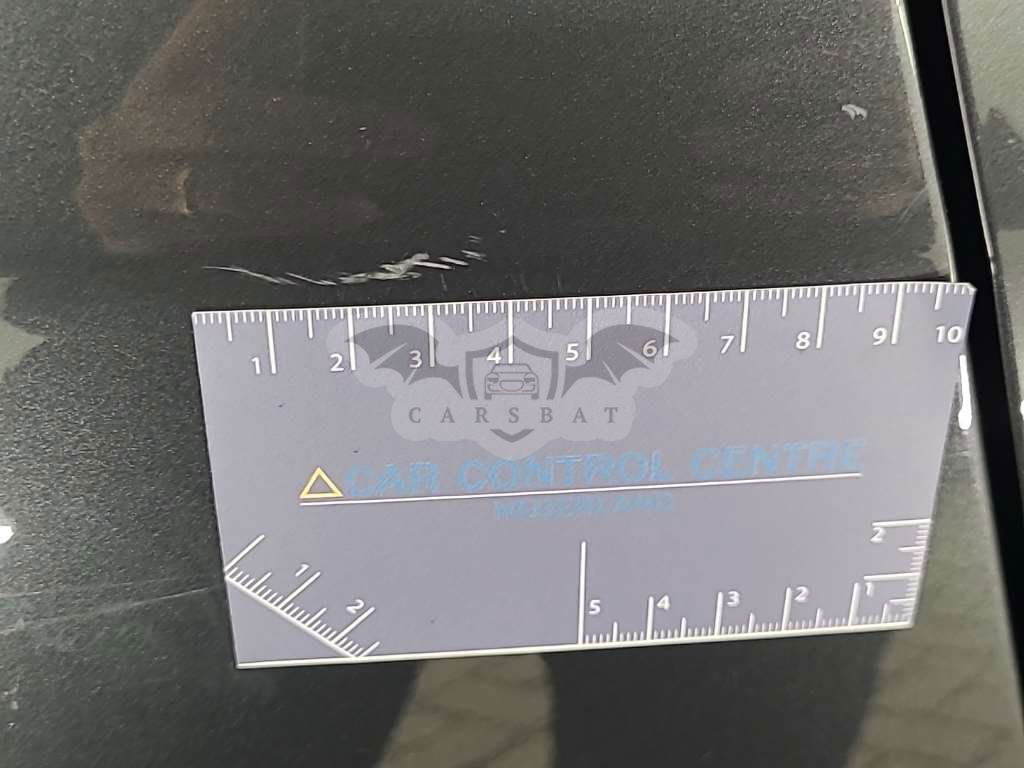 1 2 3 4 5 6 7 8 9 10
CARSBAT
CAR CONTROL CENTRE
2
1 2
5 4 3 2 1